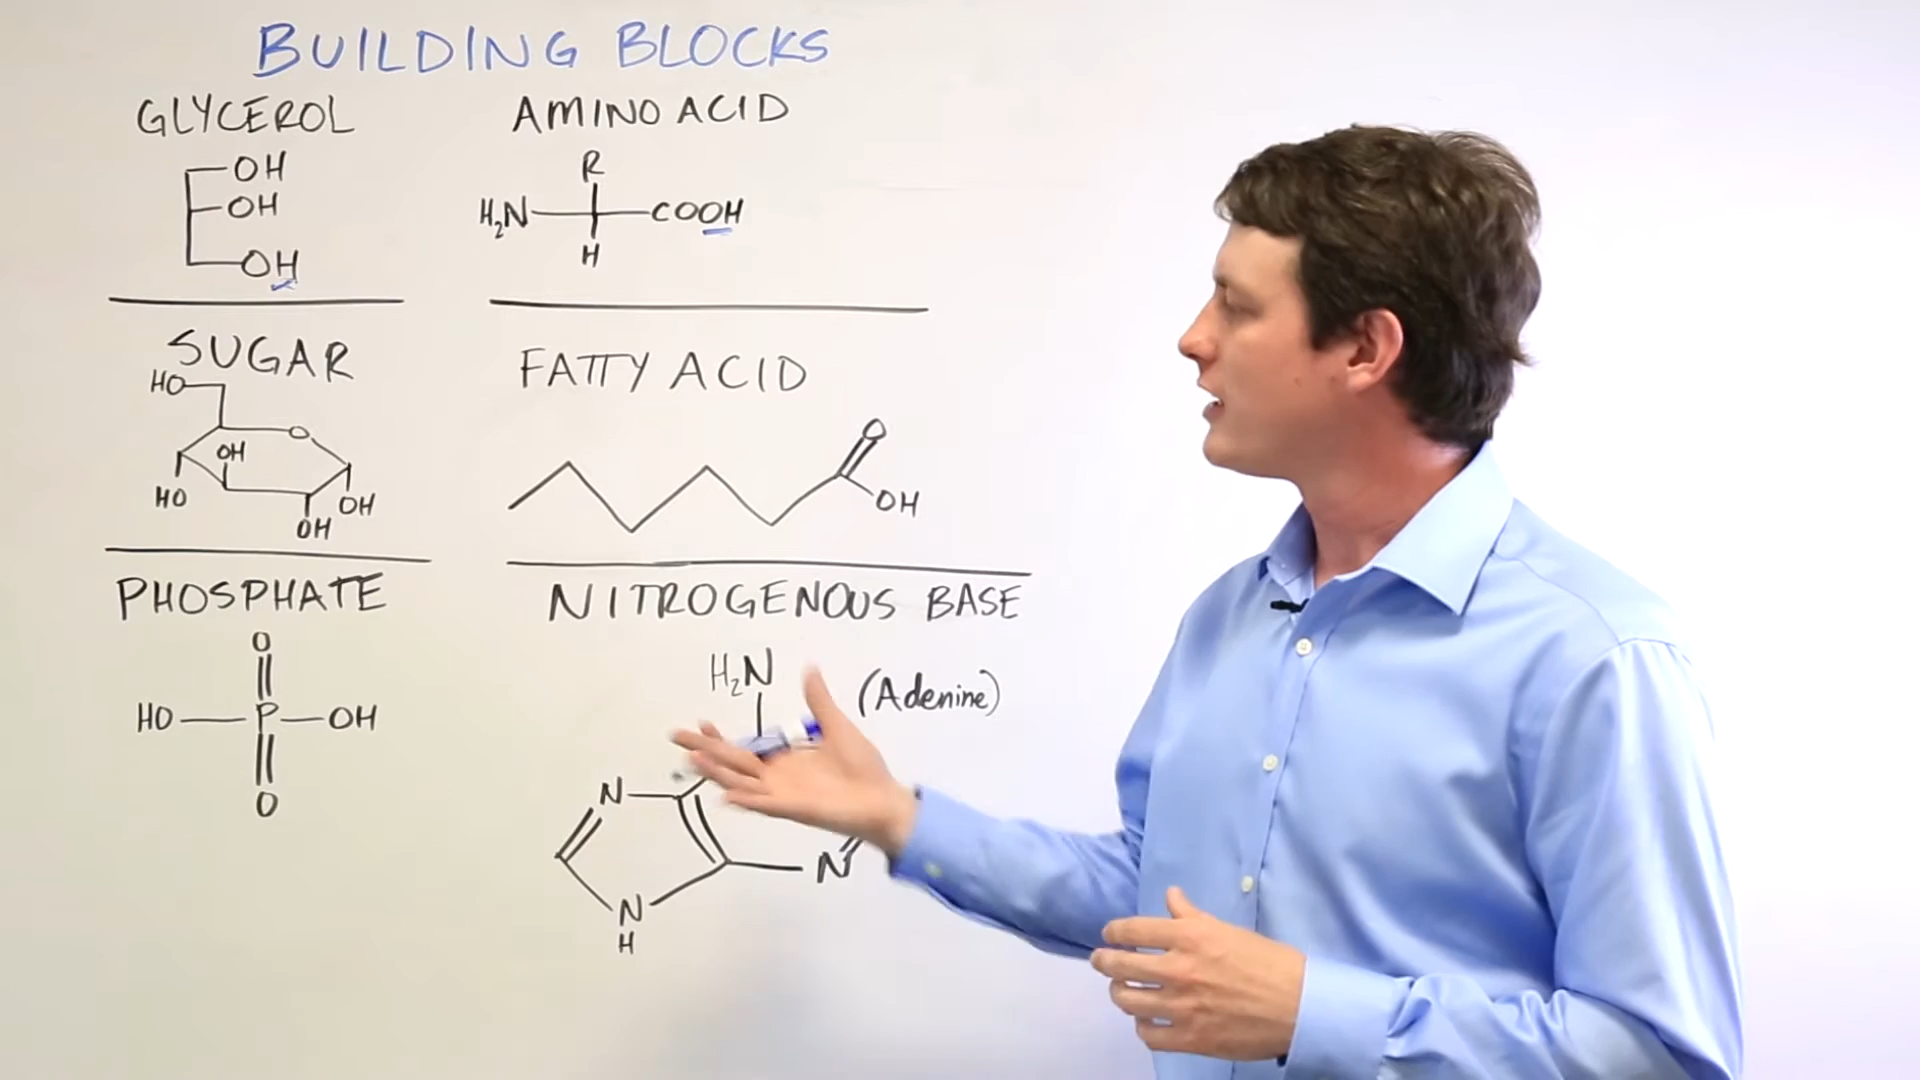 BUILDING BLOCKS
GLYCEROL
OH
OH
OH
AMINO ACID
R
H₂N COOH
H
SUGAR
HO
O
OH
HO OH
OH
FATTY ACID
O
OH
PHOSPHATE
O
HO P OH
O
NITROGENOUS BASE
H₂N (Adenine)
N
N
N
H